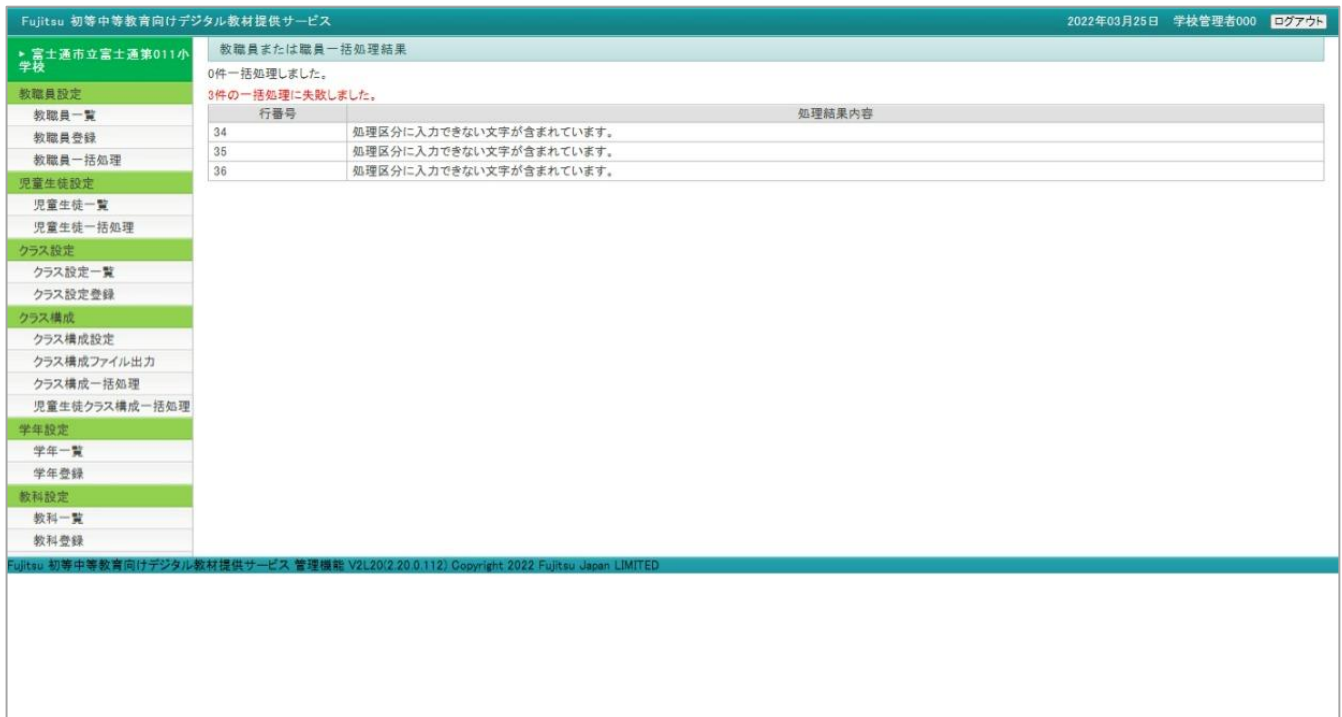 Fujitsu 初等中等教育向けデジタル教材提供サービス
2022年03月25日 学校管理者000 ログアウト
富士通市立富士通第011小
学校
教職員設定
教職員一覧
教職員登録
教職員一括処理
児童生徒設定
児童生徒一覧
児童生徒一括処理
クラス設定
クラス設定一覧
クラス設定登録
クラス構成
クラス構成設定
クラス構成ファイル出力
クラス構成一括処理
児童生徒クラス構成一括処理
学年設定
学年一覧
学年登録
教科設定
教科一覧
教科登録
教職員または職員一括処理結果
0件一括処理しました。
3件の一括処理に失敗しました。
行番号 処理結果内容
34 処理区分に入力できない文字が含まれています。
35 処理区分に入力できない文字が含まれています。
36 処理区分に入力できない文字が含まれています。
Fujitsu 初等中等教育向けデジタル教材提供サービス 管理機能 V2L20(2.20.0.112) Copyright 2022 Fujitsu Japan LIMITED